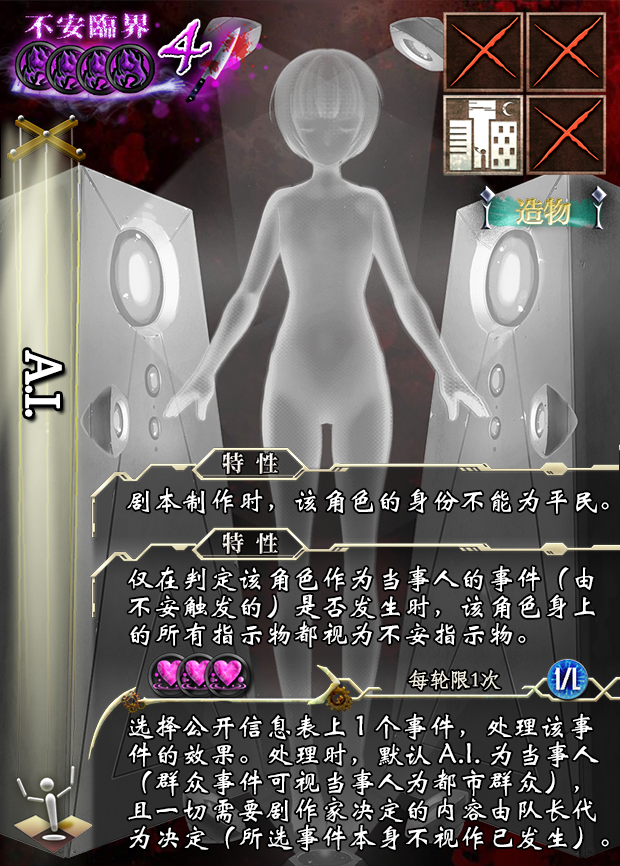 不安臨界
4
造物
A.I.
特性
剧本制作时，该角色的身份不能为平民。
特性
仅在判定该角色作为当事人的事件（由
不安触发的）是否发生时，该角色身上
的所有指示物都视为不安指示物。
每轮限1次
1/L
选择公开信息表上1个事件，处理该事
件的效果。处理时，默认A.I.为当事人
（群众事件可视当事人为都市群众），
且一切需要剧作家决定的内容由队长代
为决定（所选事件本身不视作已发生）。